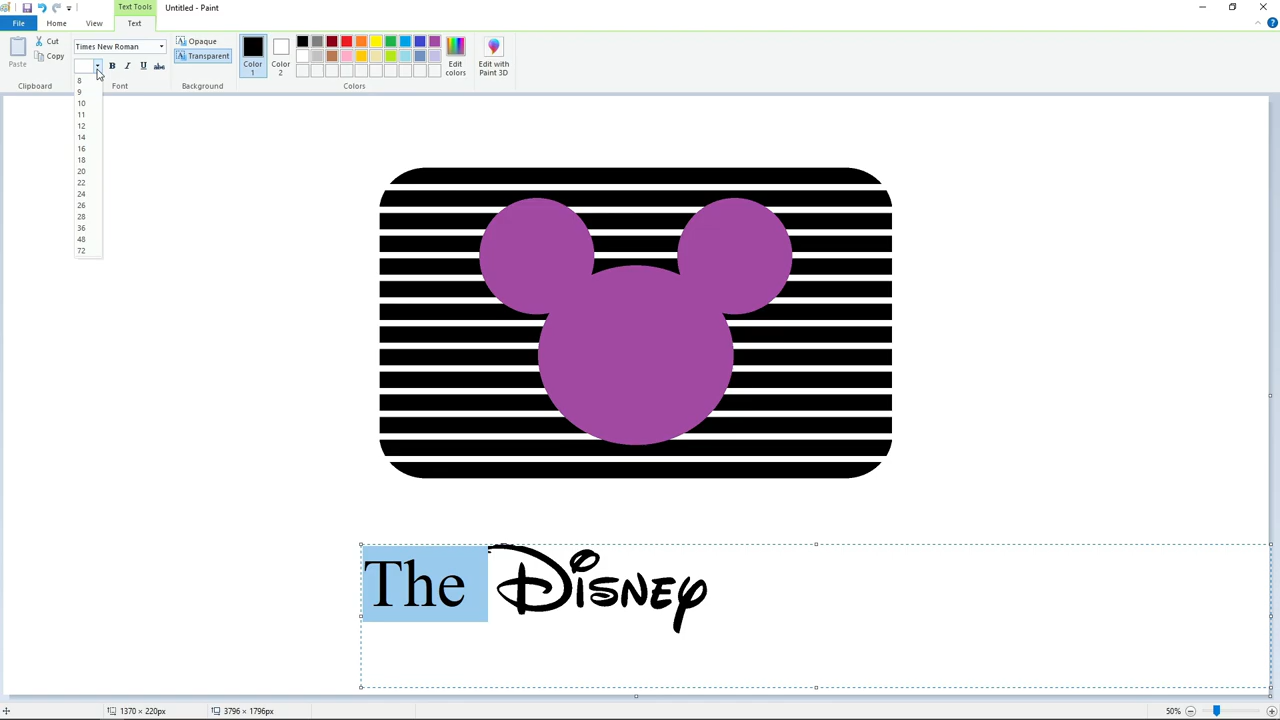 Text Tools
Untitled - Paint
File Home View Text
Paste
Cut
Copy
Clipboard
Times New Roman
B I U abc
Font
Opaque
Transparent
Background
Color 1
Color 2
Edit colors
Colors
Edit with Paint 3D
8
9
10
11
12
14
16
18
20
22
24
26
28
36
48
72
The Disney
1370 × 220px
3796 × 1796px
50%